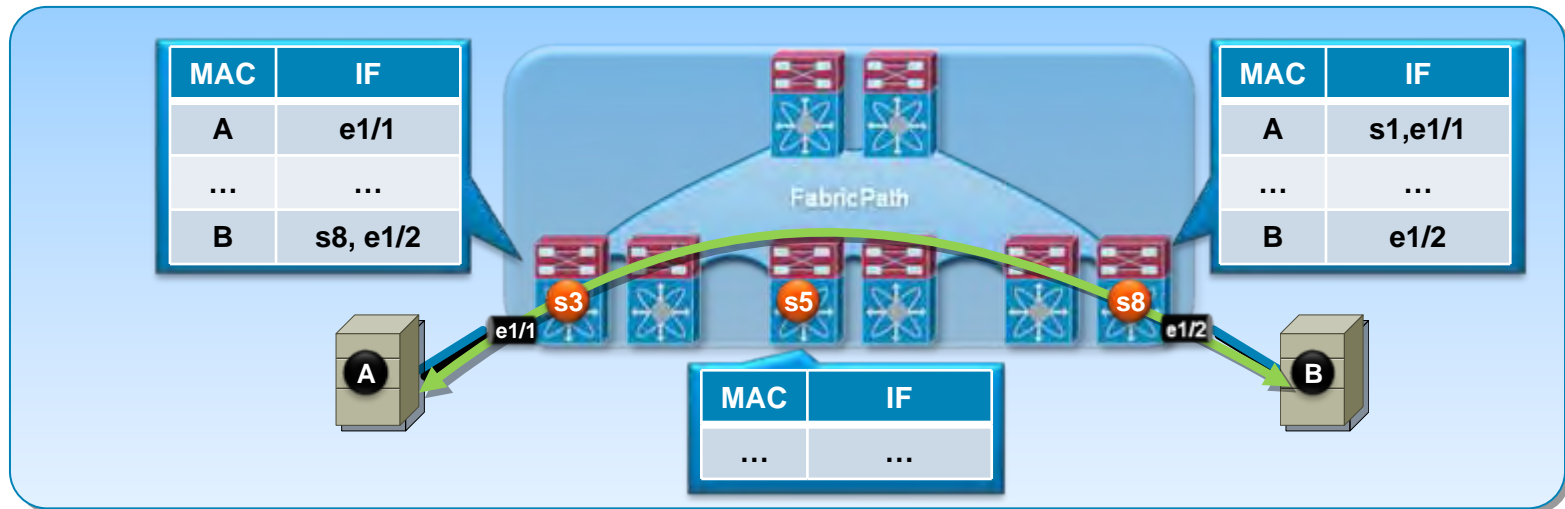 MAC IF
A e1/1
... ...
B s8, e1/2
MAC IF
A s1,e1/1
... ...
B e1/2
FabricPath
s3 s5 s8
e1/1 e1/2
A B
MAC IF
... ...